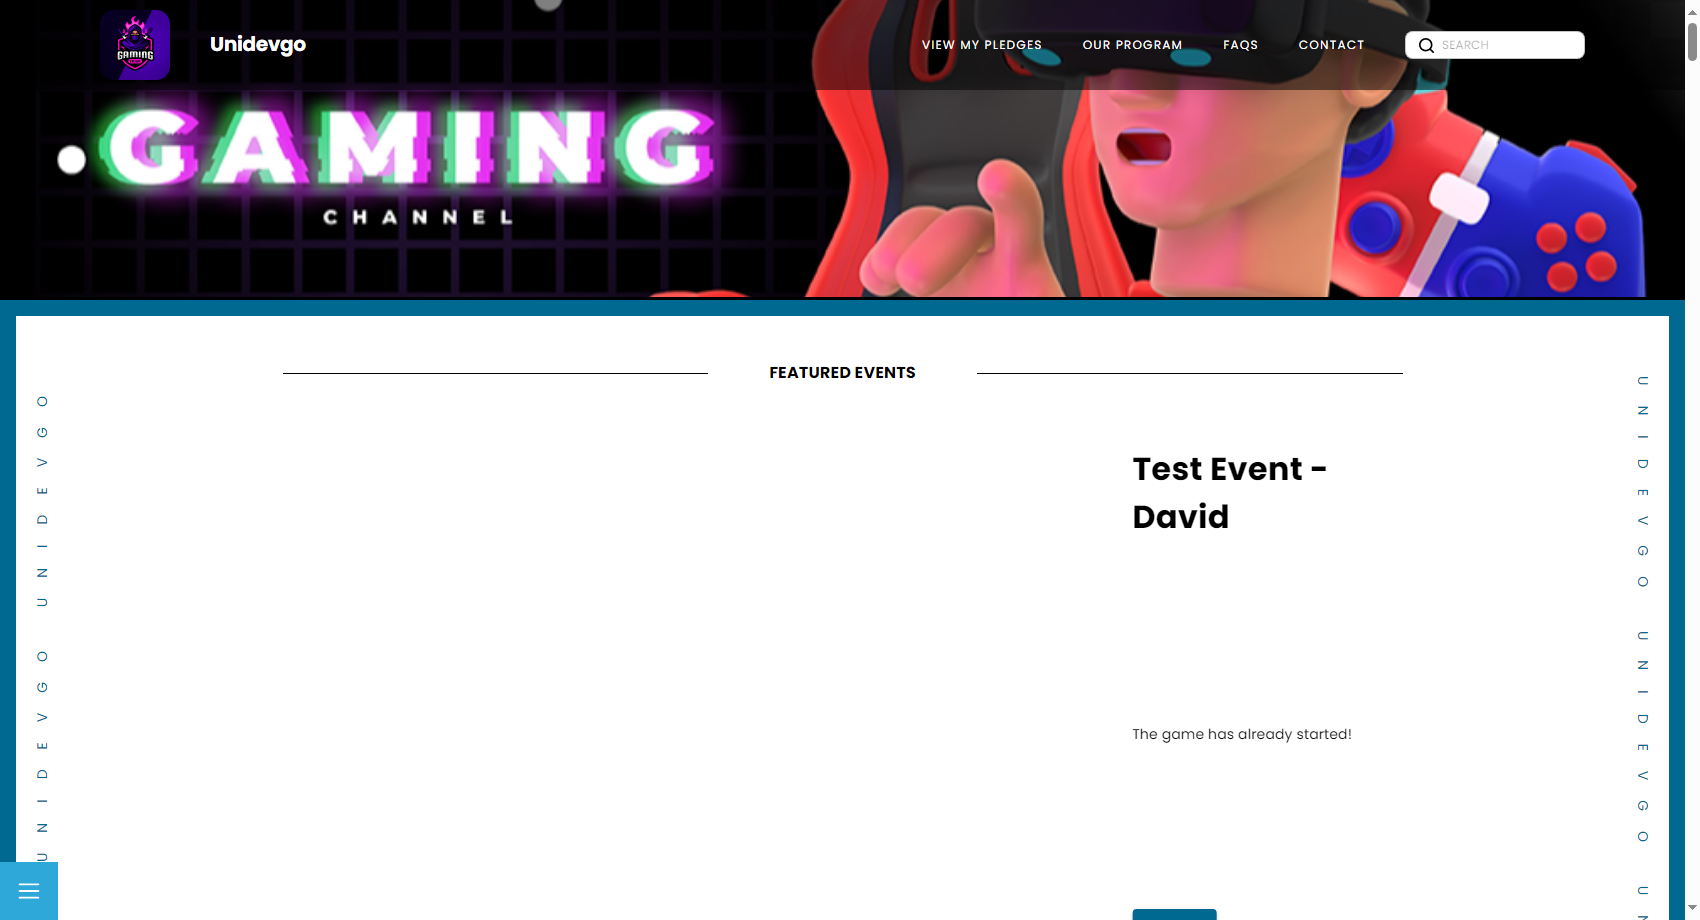 GAMING
Unidevgo
VIEW MY PLEDGES
OUR PROGRAM
FAQS
CONTACT
SEARCH
GAMING
CHANNEL
FEATURED EVENTS
UNIDEVGO
UNIDEVGO
UNIDEVGO
UNIDEVGO
Test Event -
David
The game has already started!